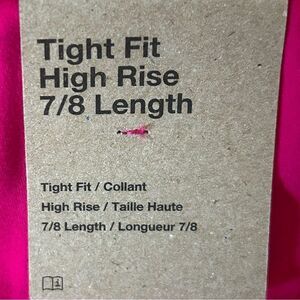 Tight Fit
High Rise
7/8 Length
Tight Fit / Collant
High Rise / Taille Haute
7/8 Length / Longueur 7/8